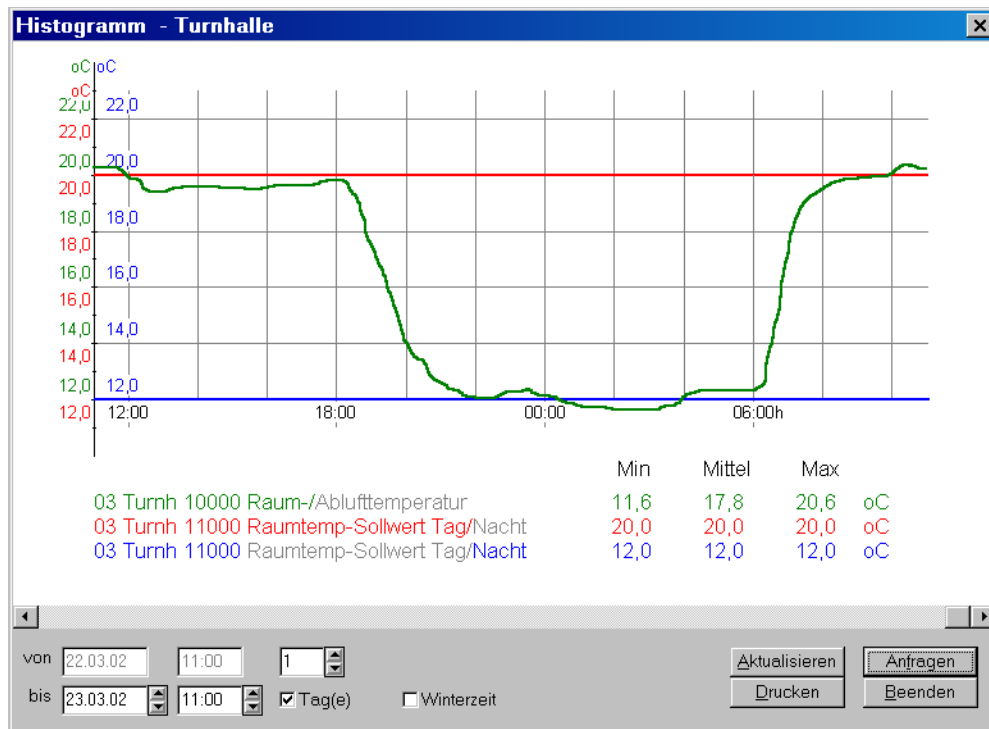 Histogramm - Turnhalle
oC oC
oC
22,0 22,0
22,0
20,0 20,0
20,0
18,0 18,0
18,0
16,0 16,0
16,0
14,0 14,0
14,0
12,0 12,0
12,0 12:00 18:00 00:00 06:00h
Min Mittel Max
03 Turnh 10000 Raum-/Ablufttemperatur 11,6 17,8 20,6 oC
03 Turnh 11000 Raumtemp-Sollwert Tag/Nacht 20,0 20,0 20,0 oC
03 Turnh 11000 Raumtemp-Sollwert Tag/Nacht 12,0 12,0 12,0 oC
von 22.03.02 11:00 1 Aktualisieren Anfragen
bis 23.03.02 11:00 Tag(e) Winterzeit Drucken Beenden